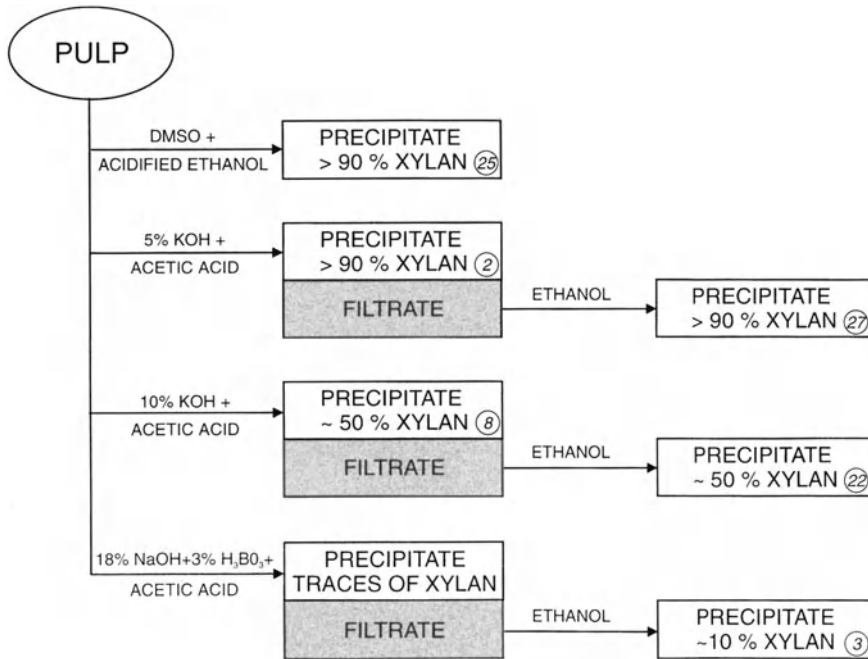 PULP
DMSO +
ACIDIFIED ETHANOL
PRECIPITATE
> 90 % XYLAN 25
5% KOH +
ACETIC ACID
PRECIPITATE
> 90 % XYLAN 2
FILTRATE
ETHANOL
PRECIPITATE
> 90 % XYLAN 27
10% KOH +
ACETIC ACID
PRECIPITATE
~ 50 % XYLAN 8
FILTRATE
ETHANOL
PRECIPITATE
~ 50 % XYLAN 22
18% NaOH+3% H₃B0₃+
ACETIC ACID
PRECIPITATE
TRACES OF XYLAN
FILTRATE
ETHANOL
PRECIPITATE
~10 % XYLAN 3